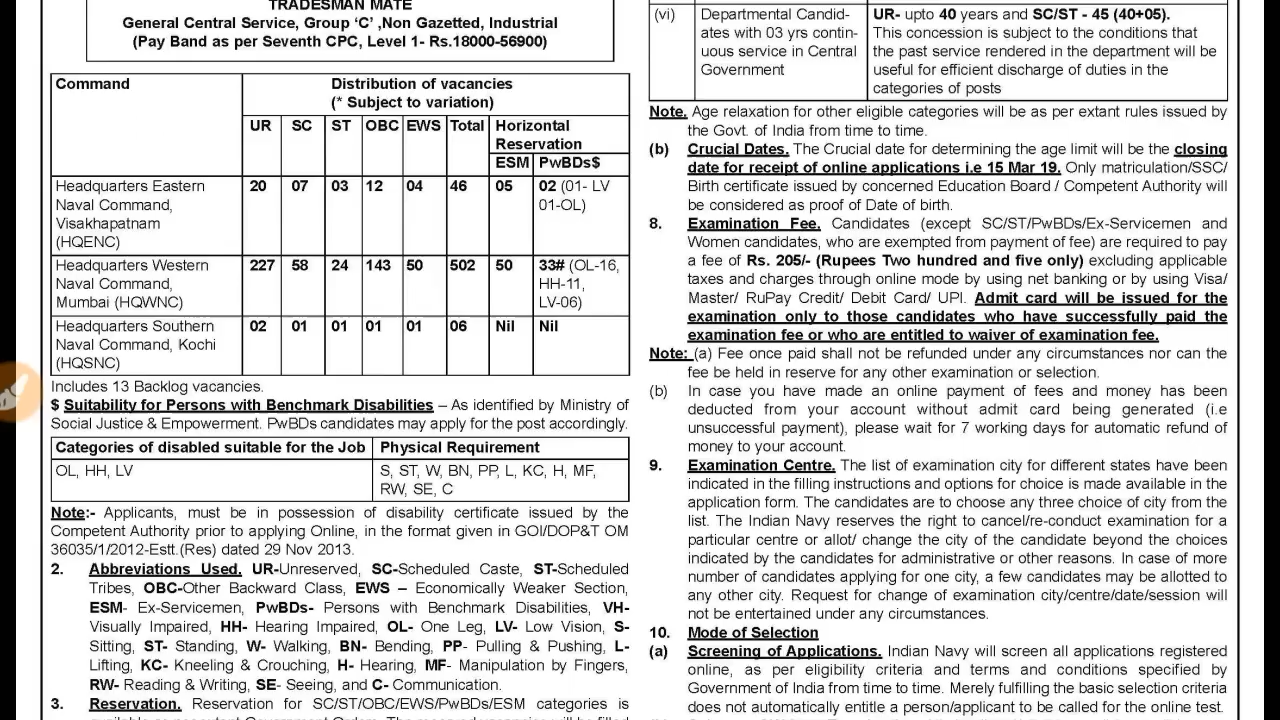 TRADESMAN MATE
General Central Service, Group ‘C’ ,Non Gazetted, Industrial
(Pay Band as per Seventh CPC, Level 1- Rs.18000-56900)
Command Distribution of vacancies
(* Subject to variation)
UR SC ST OBC EWS Total Horizontal
Reservation
ESM PwBDs$
Headquarters Eastern 20 07 03 12 04 46 05 02 (01- LV
Naval Command, 01-OL)
Visakhapatnam
(HQENC)
Headquarters Western 227 58 24 143 50 502 50 33# (OL-16,
Naval Command, HH-11,
Mumbai (HQWNC) LV-06)
Headquarters Southern 02 01 01 01 01 06 Nil Nil
Naval Command, Kochi
(HQSNC)
Includes 13 Backlog vacancies.
$ Suitability for Persons with Benchmark Disabilities – As identified by Ministry of
Social Justice & Empowerment. PwBDs candidates may apply for the post accordingly.
Categories of disabled suitable for the Job Physical Requirement
OL, HH, LV S, ST, W, BN, PP, L, KC, H, MF,
RW, SE, C
Note:- Applicants, must be in possession of disability certificate issued by the
Competent Authority prior to applying Online, in the format given in GOI/DOP&T OM
36035/1/2012-Estt.(Res) dated 29 Nov 2013.
2. Abbreviations Used. UR-Unreserved, SC-Scheduled Caste, ST-Scheduled
Tribes, OBC-Other Backward Class, EWS – Economically Weaker Section,
ESM- Ex-Servicemen, PwBDs- Persons with Benchmark Disabilities, VH-
Visually Impaired, HH- Hearing Impaired, OL- One Leg, LV- Low Vision, S-
Sitting, ST- Standing, W- Walking, BN- Bending, PP- Pulling & Pushing, L-
Lifting, KC- Kneeling & Crouching, H- Hearing, MF- Manipulation by Fingers,
RW- Reading & Writing, SE- Seeing, and C- Communication.
3. Reservation. Reservation for SC/ST/OBC/EWS/PwBDs/ESM categories is
(vi) Departmental Candid- UR- upto 40 years and SC/ST - 45 (40+05).
ates with 03 yrs contin- This concession is subject to the conditions that
uous service in Central the past service rendered in the department will be
Government useful for efficient discharge of duties in the
categories of posts
Note. Age relaxation for other eligible categories will be as per extant rules issued by
the Govt. of India from time to time.
(b) Crucial Dates. The Crucial date for determining the age limit will be the closing
date for receipt of online applications i.e 15 Mar 19. Only matriculation/SSC/
Birth certificate issued by concerned Education Board / Competent Authority will
be considered as proof of Date of birth.
8. Examination Fee. Candidates (except SC/ST/PwBDs/Ex-Servicemen and
Women candidates, who are exempted from payment of fee) are required to pay
a fee of Rs. 205/- (Rupees Two hundred and five only) excluding applicable
taxes and charges through online mode by using net banking or by using Visa/
Master/ RuPay Credit/ Debit Card/ UPI. Admit card will be issued for the
examination only to those candidates who have successfully paid the
examination fee or who are entitled to waiver of examination fee.
Note: (a) Fee once paid shall not be refunded under any circumstances nor can the
fee be held in reserve for any other examination or selection.
(b) In case you have made an online payment of fees and money has been
deducted from your account without admit card being generated (i.e
unsuccessful payment), please wait for 7 working days for automatic refund of
money to your account.
9. Examination Centre. The list of examination city for different states have been
indicated in the filling instructions and options for choice is made available in the
application form. The candidates are to choose any three choice of city from the
list. The Indian Navy reserves the right to cancel/re-conduct examination for a
particular centre or allot/ change the city of the candidate beyond the choices
indicated by the candidates for administrative or other reasons. In case of more
number of candidates applying for one city, a few candidates may be allotted to
any other city. Request for change of examination city/centre/date/session will
not be entertained under any circumstances.
10. Mode of Selection
(a) Screening of Applications. Indian Navy will screen all applications registered
online, as per eligibility criteria and terms and conditions specified by
Government of India from time to time. Merely fulfilling the basic selection criteria
does not automatically entitle a person/applicant to be called for the online test.